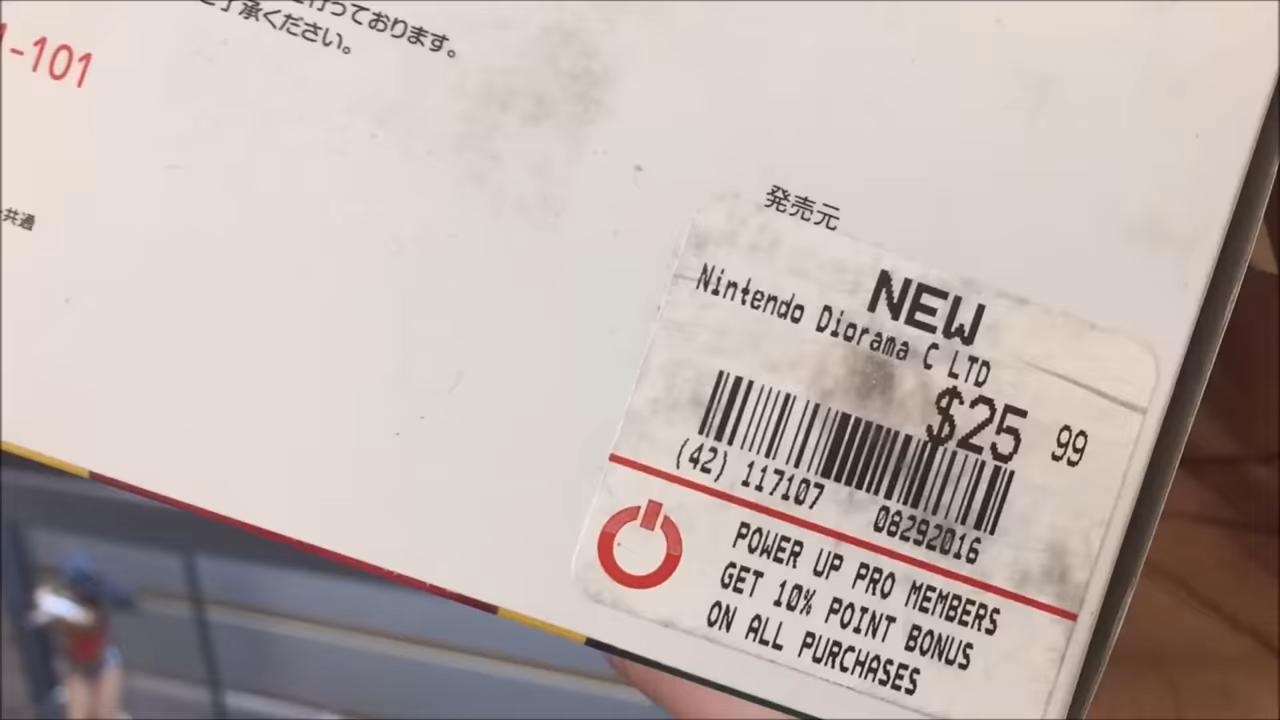 行っております。
了承ください。
-101
共通
発売元
NEW
Nintendo Diorama C LTD
$25 99
(42) 117107 08292016
POWER UP PRO MEMBERS
GET 10% POINT BONUS
ON ALL PURCHASES